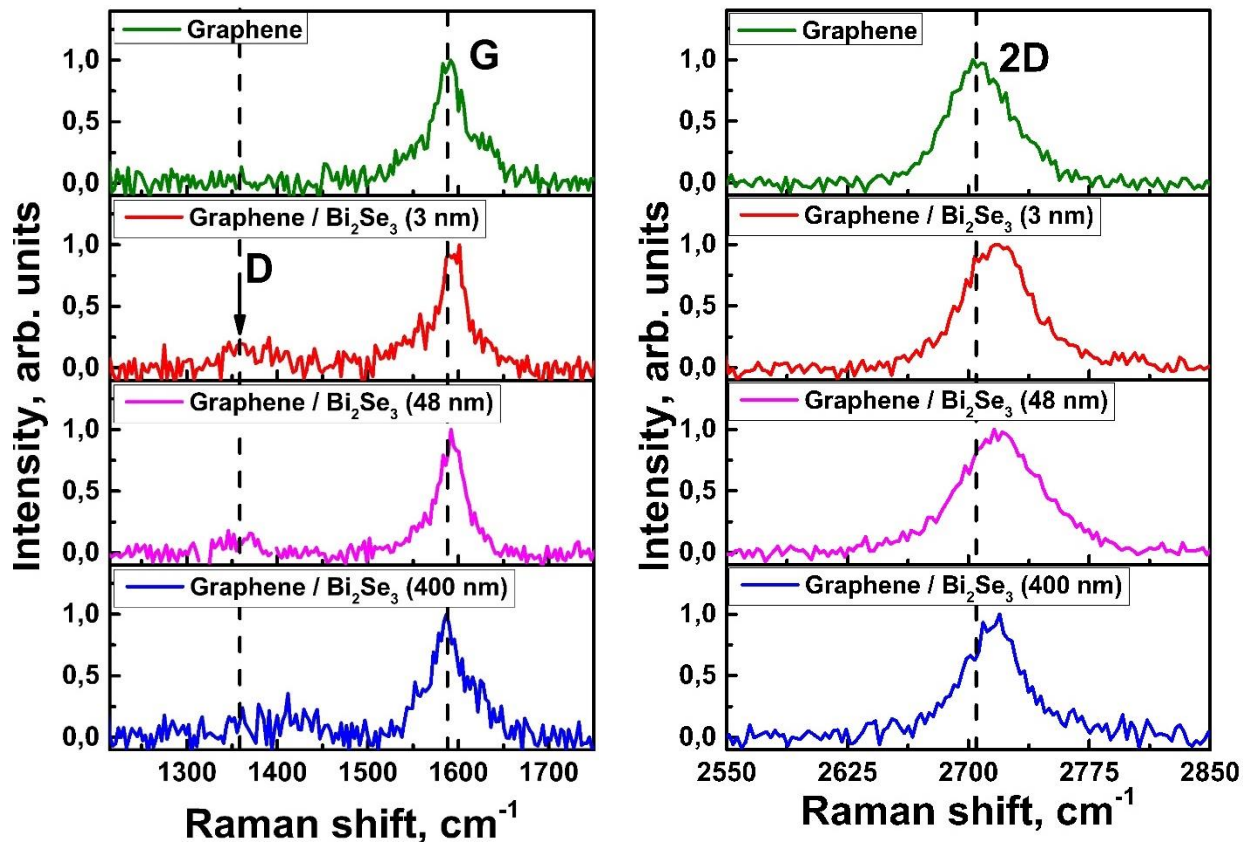 Graphene
G
1,0
0,5
0,0
Graphene / Bi₂Se₃ (3 nm)
D
1,0
0,5
0,0
Graphene / Bi₂Se₃ (48 nm)
1,0
0,5
0,0
Graphene / Bi₂Se₃ (400 nm)
1,0
0,5
0,0
Intensity, arb. units
1300 1400 1500 1600 1700
Raman shift, cm⁻¹
Graphene
2D
1,0
0,5
0,0
Graphene / Bi₂Se₃ (3 nm)
1,0
0,5
0,0
Graphene / Bi₂Se₃ (48 nm)
1,0
0,5
0,0
Graphene / Bi₂Se₃ (400 nm)
1,0
0,5
0,0
Intensity, arb. units
2550 2625 2700 2775 2850
Raman shift, cm⁻¹